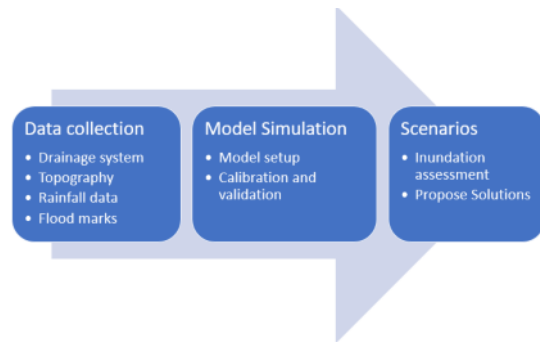 Data collection
• Drainage system
• Topography
• Rainfall data
• Flood marks
Model Simulation
• Model setup
• Calibration and
validation
Scenarios
• Inundation
assessment
• Propose Solutions